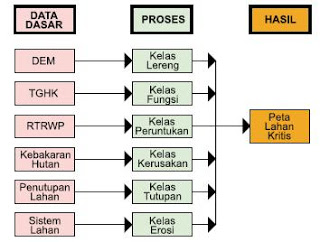 DATA
DASAR
PROSES
HASIL
DEM
Kelas
Lereng
TGHK
Kelas
Fungsi
RTRWP
Kelas
Peruntukan
Peta
Lahan
Kritis
Kebakaran
Hutan
Kelas
Kerusakan
Penutupan
Lahan
Kelas
Tutupan
Sistem
Lahan
Kelas
Erosi